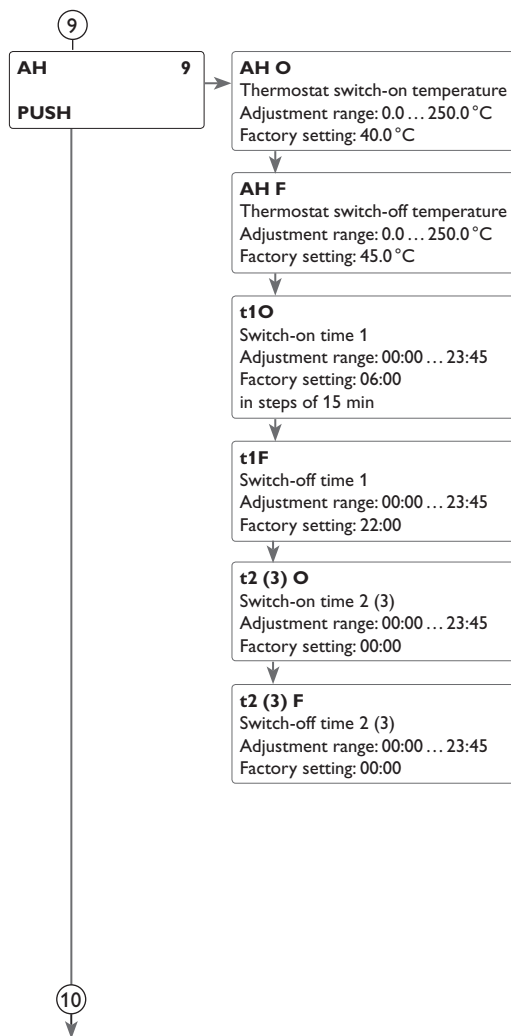 9
AH 9
PUSH
AH O
Thermostat switch-on temperature
Adjustment range: 0.0 … 250.0 °C
Factory setting: 40.0 °C
AH F
Thermostat switch-off temperature
Adjustment range: 0.0 … 250.0 °C
Factory setting: 45.0 °C
t1O
Switch-on time 1
Adjustment range: 00:00 … 23:45
Factory setting: 06:00
in steps of 15 min
t1F
Switch-off time 1
Adjustment range: 00:00 … 23:45
Factory setting: 22:00
t2 (3) O
Switch-on time 2 (3)
Adjustment range: 00:00 … 23:45
Factory setting: 00:00
t2 (3) F
Switch-off time 2 (3)
Adjustment range: 00:00 … 23:45
Factory setting: 00:00
10